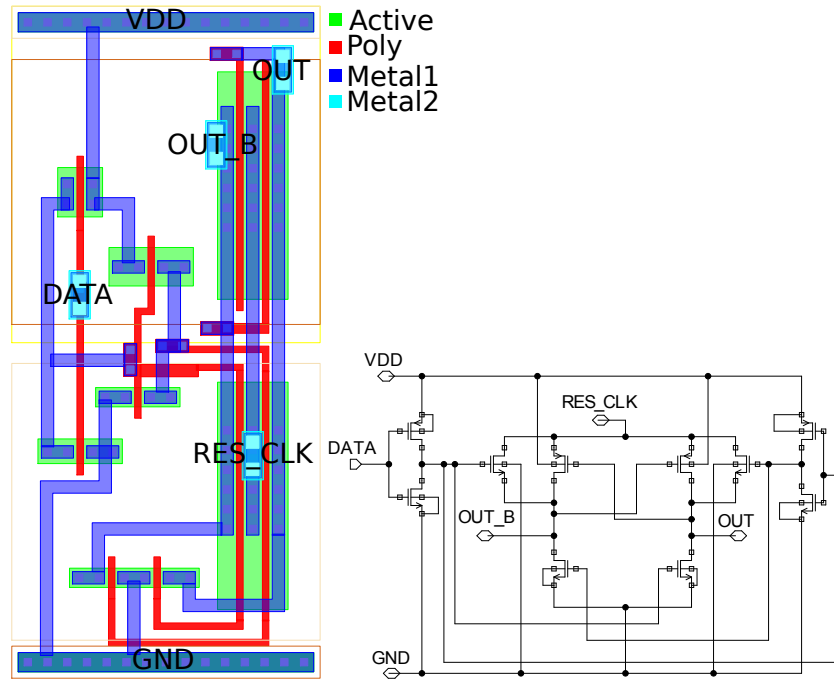 VDD
Active
Poly
Metal1
Metal2
OUT
OUT_B
DATA
RES_CLK
GND
VDD
RES_CLK
DATA
OUT_B
OUT
GND